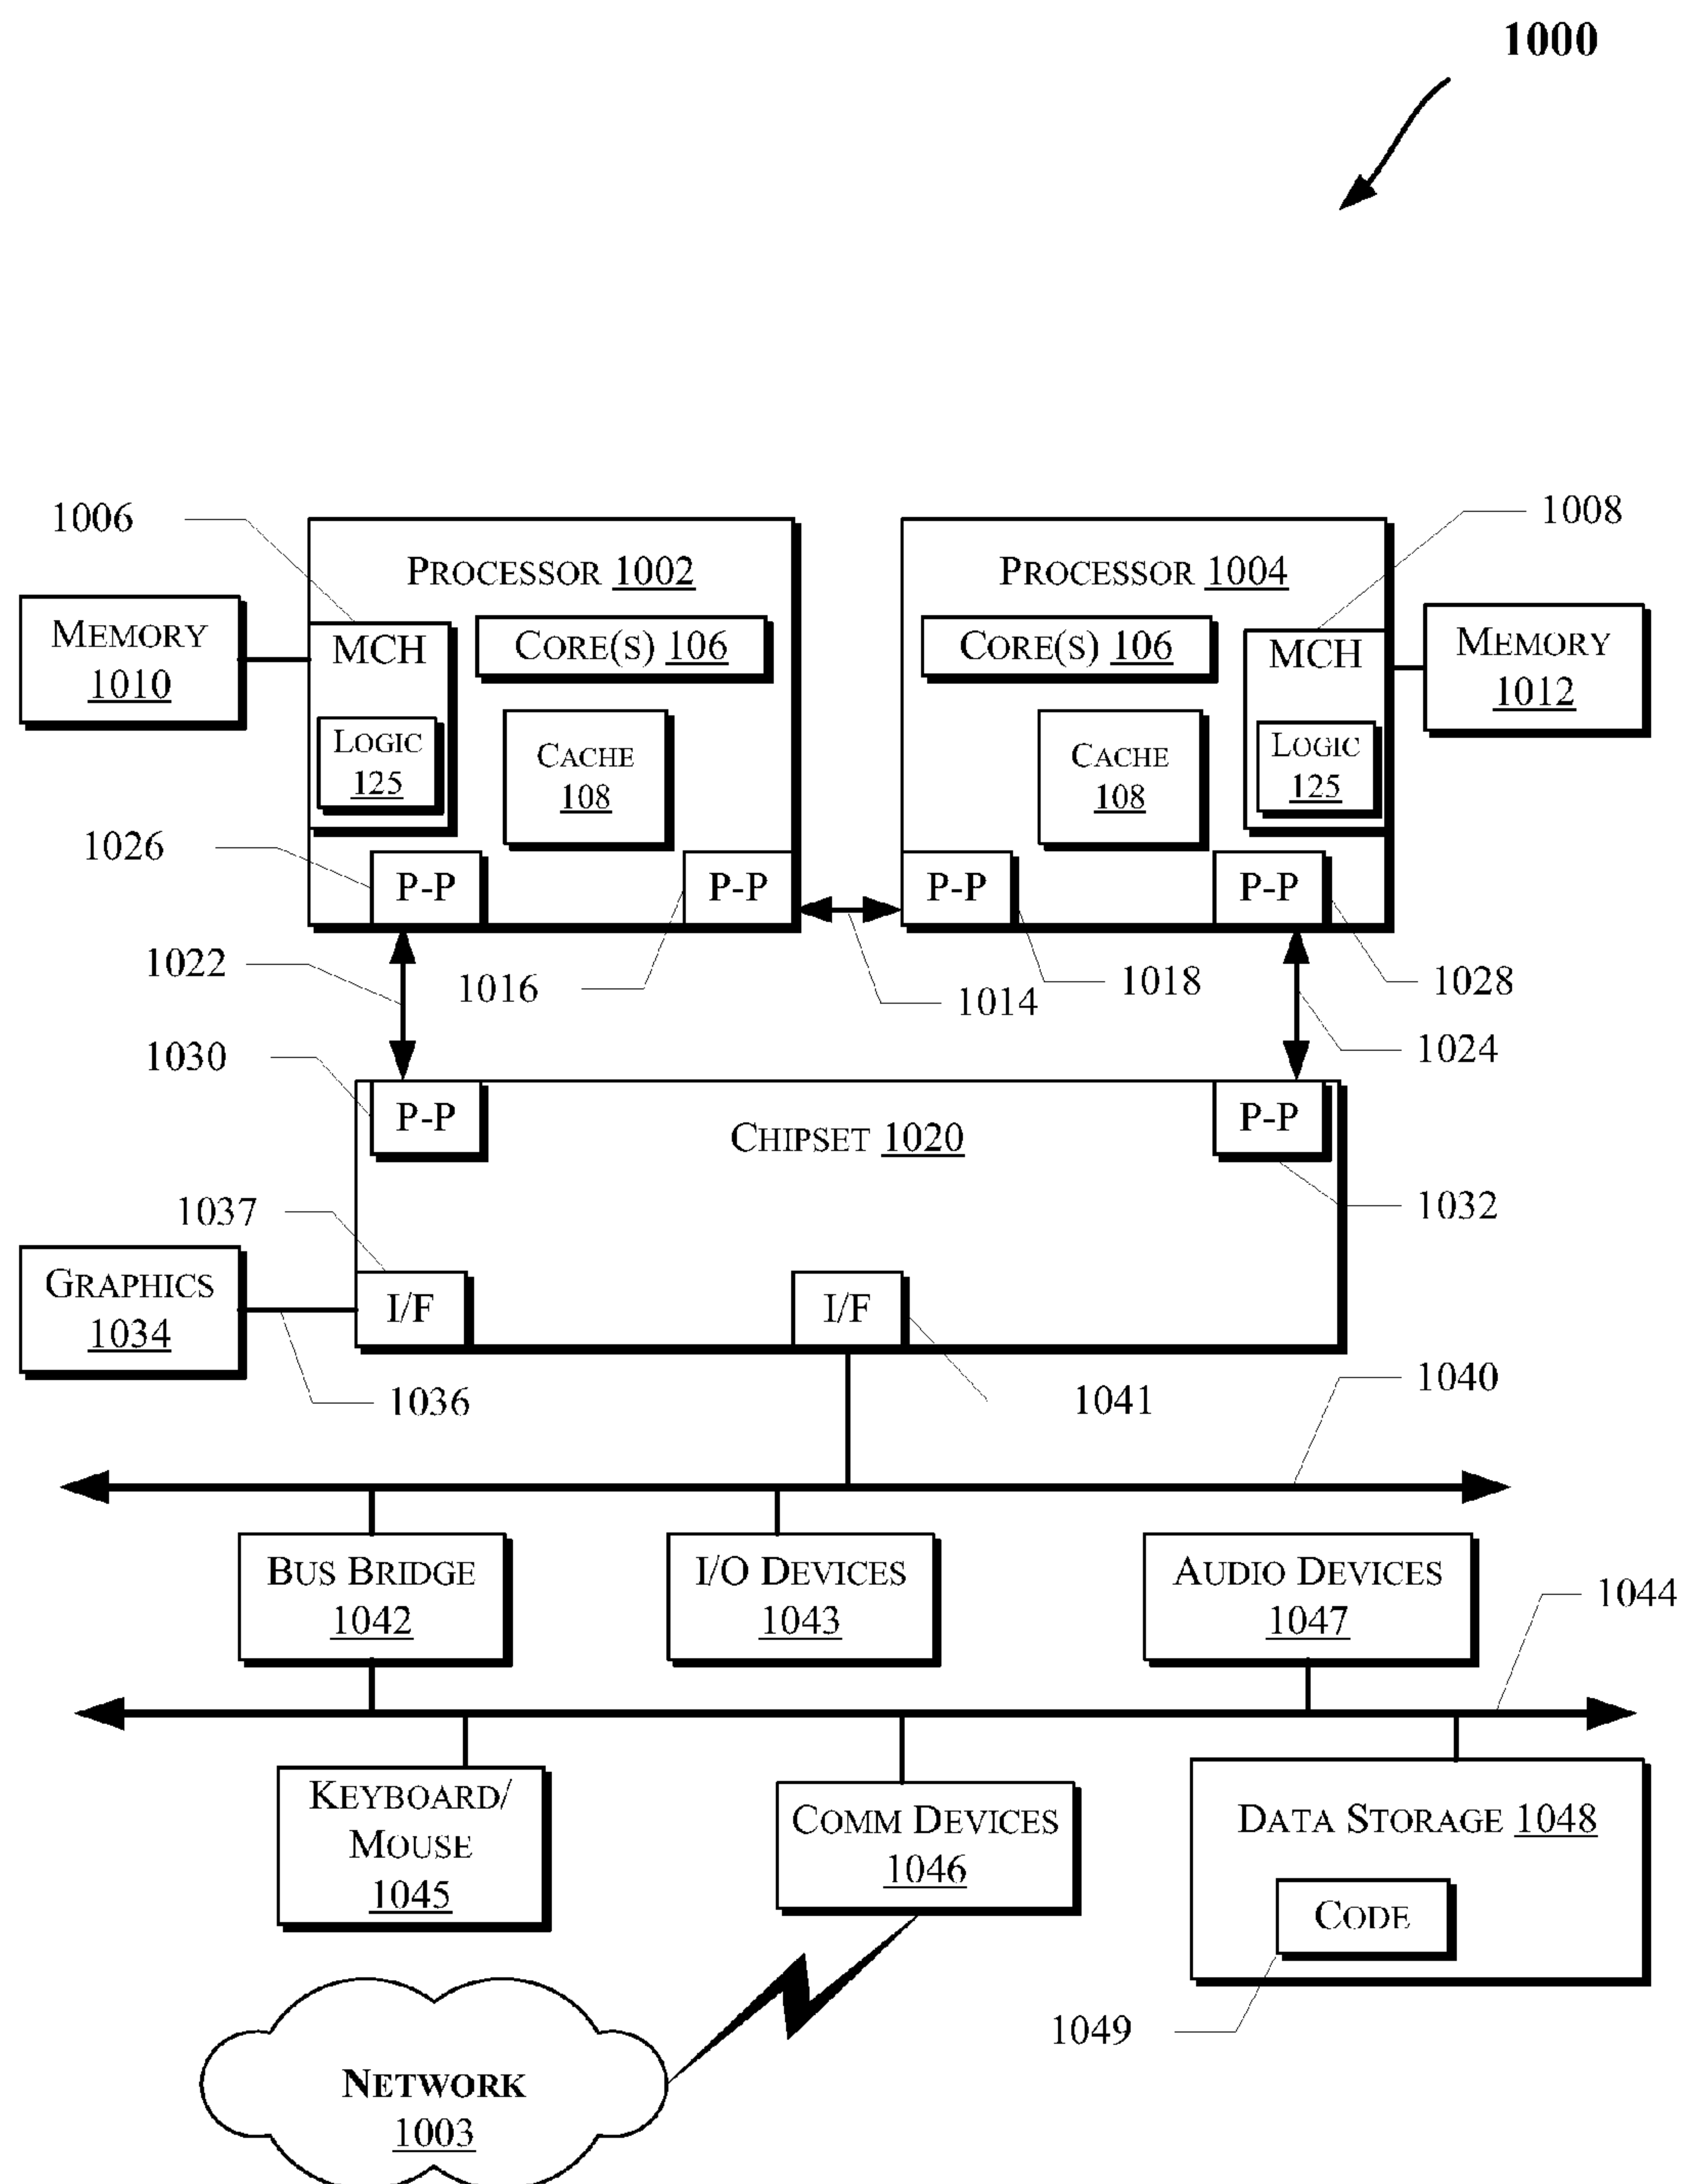 1000
1006
1008
PROCESSOR 1002
PROCESSOR 1004
MEMORY
1010
MCH
CORE(S) 106
CORE(S) 106
MCH
MEMORY
1012
LOGIC
125
CACHE
108
CACHE
108
LOGIC
125
1026
P-P
P-P
P-P
P-P
1022
1016
1014
1018
1028
1024
1030
P-P
CHIPSET 1020
P-P
1032
1037
GRAPHICS
1034
I/F
I/F
1036
1041
1040
BUS BRIDGE
1042
I/O DEVICES
1043
AUDIO DEVICES
1047
1044
KEYBOARD/
MOUSE
1045
COMM DEVICES
1046
DATA STORAGE 1048
CODE
1049
NETWORK
1003